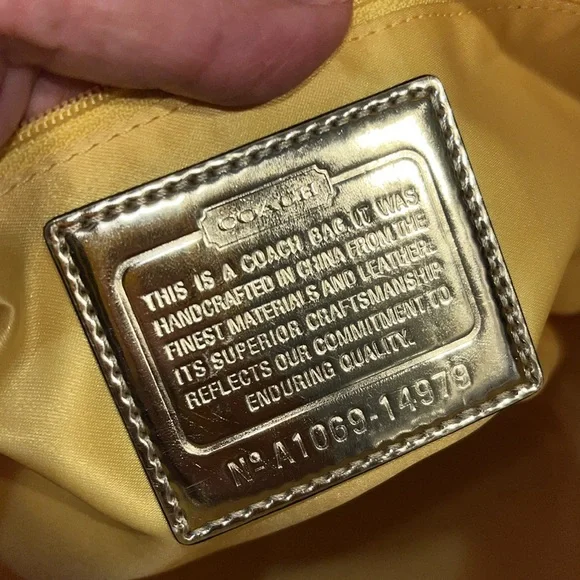 COACH
THIS IS A COACH BAG. IT WAS
HANDCRAFTED IN CHINA FROM THE
FINEST MATERIALS AND LEATHER.
ITS SUPERIOR CRAFTSMANSHIP
REFLECTS OUR COMMITMENT TO
ENDURING QUALITY.
Nº A1069-14979